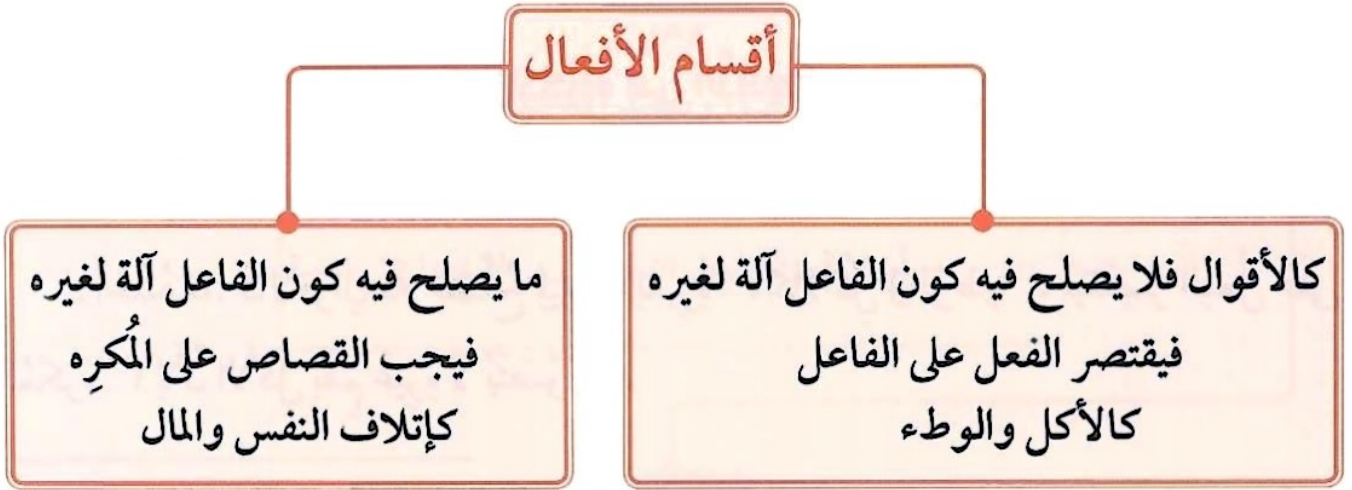 أقسام الأفعال
كالأقوال فلا يصلح فيه كون الفاعل آلة لغيره
فيقتصر الفعل على الفاعل
كالأكل والوطء
ما يصلح فيه كون الفاعل آلة لغيره
فيجب القصاص على المُكرِه
كإتلاف النفس والمال